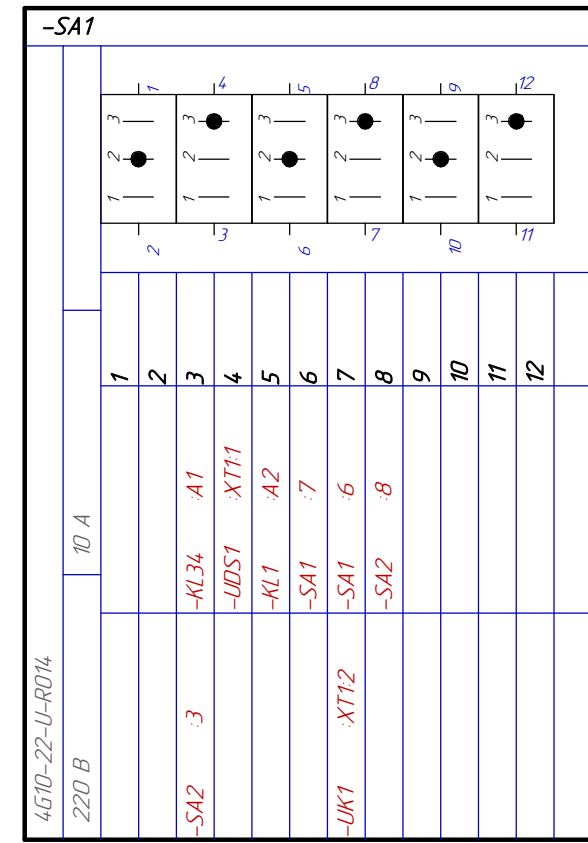 -SA1
1 4 5 8 9 12
3 3 3 3 3 3
2 2 2 2 2 2
1 1 1 1 1 1
2 3 6 7 10 11
1 2 3 4 5 6 7 8 9 10 11 12
-KL34 :A1
-UDS1 :XT1:1
-KL1 :A2
-SA1 :7
-SA1 :6
-SA2 :8
-SA2 :3
-UK1 :XT1:2
4G10-22-U-R014
220 В
10 А